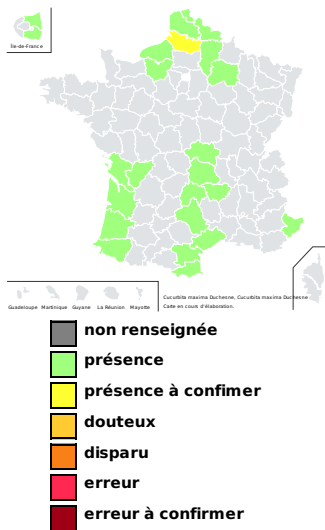 Île-de-France
Guadeloupe Martinique Guyane La Réunion Mayotte
Cucurbita maxima Duchesne, Cucurbita maxima Duchesne
Carte en cours d'élaboration.
non renseignée
présence
présence à confimer
douteux
disparu
erreur
erreur à confirmer